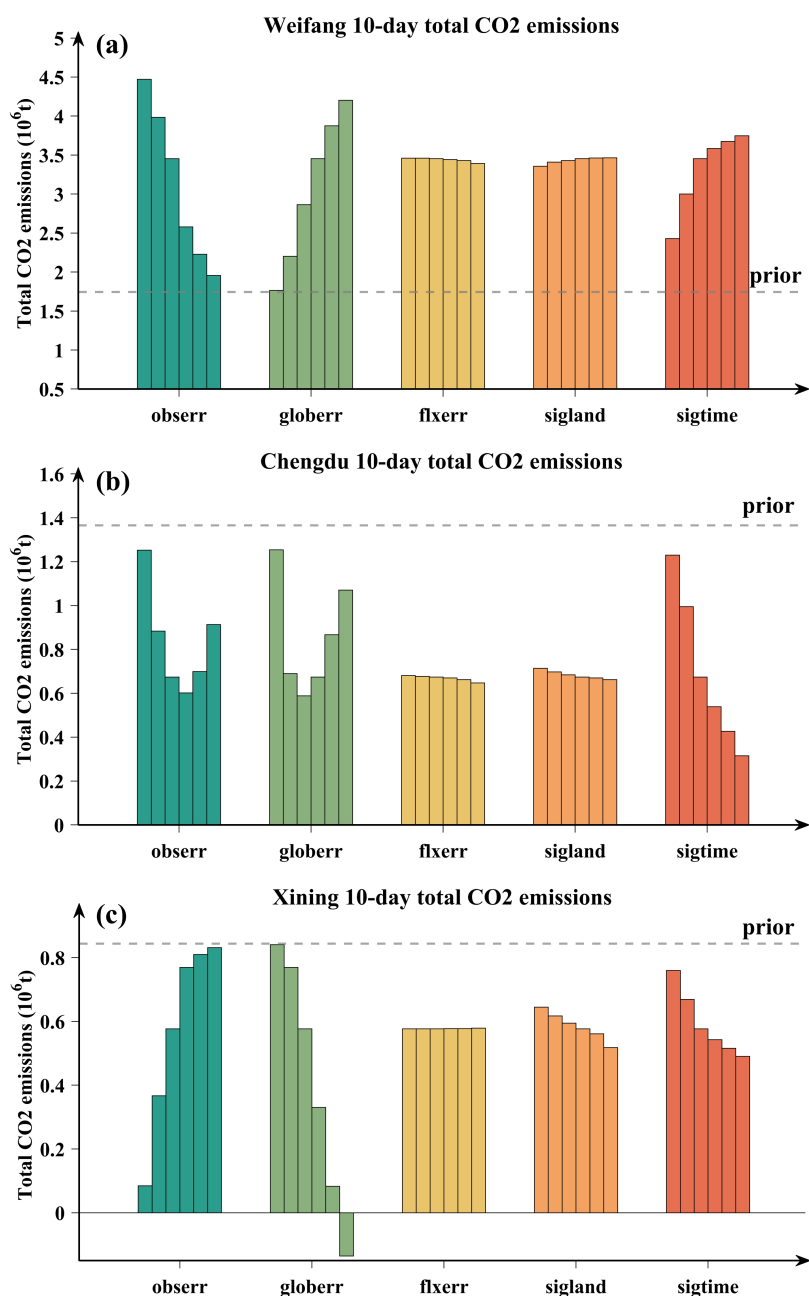 Weifang 10-day total CO2 emissions
(a)
Total CO2 emissions (10⁶t)
5
4.5
4
3.5
3
2.5
2
1.5
1
0.5
prior
obserr globerr flxerr sigland sigtime
Chengdu 10-day total CO2 emissions
(b)
Total CO2 emissions (10⁶t)
1.6
1.4
1.2
1
0.8
0.6
0.4
0.2
0
prior
obserr globerr flxerr sigland sigtime
Xining 10-day total CO2 emissions
(c)
Total CO2 emissions (10⁶t)
0.8
0.6
0.4
0.2
0
prior
obserr globerr flxerr sigland sigtime